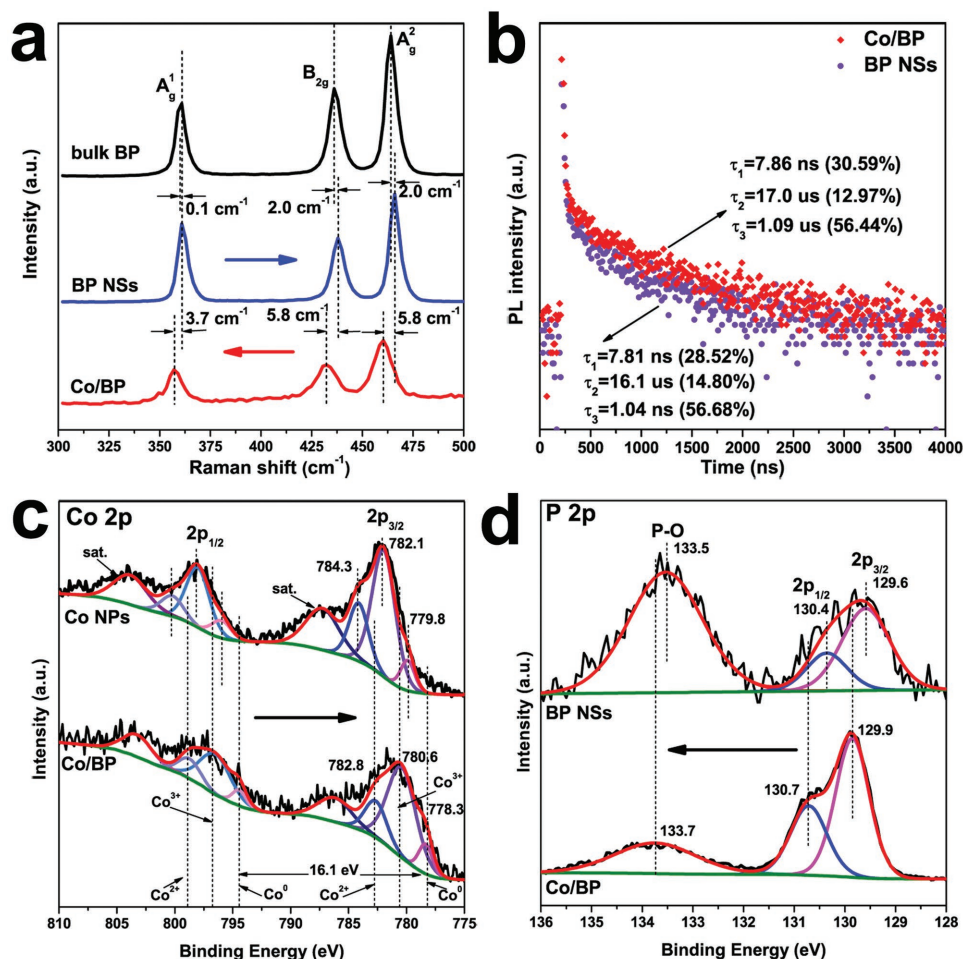 a
A¹g
B2g
A²g
bulk BP
0.1 cm⁻¹
2.0 cm⁻¹
2.0 cm⁻¹
BP NSs
3.7 cm⁻¹
5.8 cm⁻¹
5.8 cm⁻¹
Co/BP
Intensity (a.u.)
300 325 350 375 400 425 450 475 500
Raman shift (cm⁻¹)
b
Co/BP
BP NSs
τ₁=7.86 ns (30.59%)
τ₂=17.0 us (12.97%)
τ₃=1.09 us (56.44%)
τ₁=7.81 ns (28.52%)
τ₂=16.1 us (14.80%)
τ₃=1.04 ns (56.68%)
PL intensitry (a.u.)
0 500 1000 1500 2000 2500 3000 3500 4000
Time (ns)
c
Co 2p
2p1/2
2p3/2
sat.
784.3
782.1
sat.
779.8
Co NPs
Co/BP
782.8
780.6
Co³⁺
778.3
Co³⁺
16.1 eV
Co²⁺
Co⁰
Co²⁺
Co⁰
Intensity (a.u.)
810 805 800 795 790 785 780 775
Binding Energy (eV)
d
P 2p
P-O
133.5
2p3/2
2p1/2
129.6
130.4
BP NSs
129.9
130.7
133.7
Co/BP
Intensity (a.u.)
136 135 134 133 132 131 130 129 128
Binding Energy (eV)